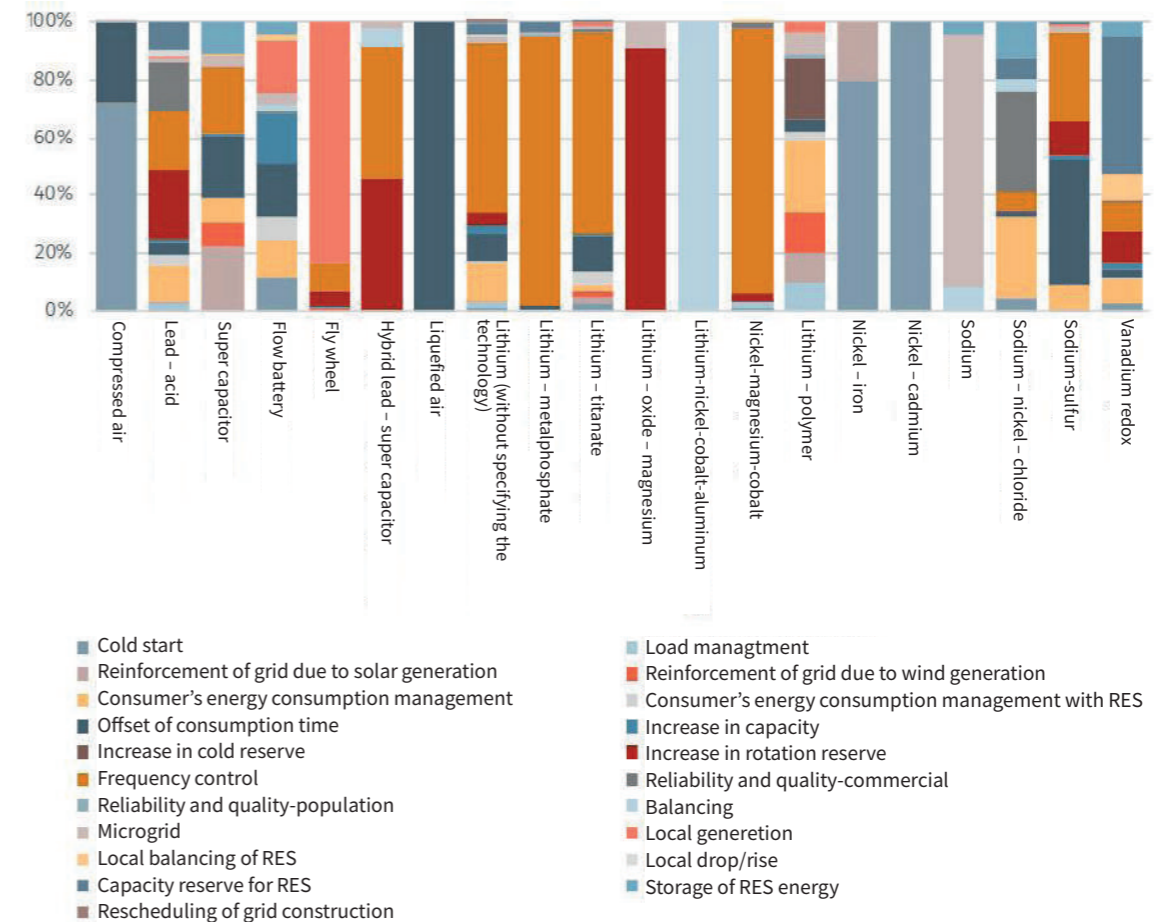 100%
80%
60%
40%
20%
0%
Compressed air
Lead – acid
Super capacitor
Flow battery
Fly wheel
Hybrid lead – super capacitor
Liquefied air
Lithium (without specifying the
technology)
Lithium – metalphosphate
Lithium – titanate
Lithium – oxide – magnesium
Lithium-nickel-cobalt-aluminum
Nickel-magnesium-cobalt
Lithium – polymer
Nickel – iron
Nickel – cadmium
Sodium
Sodium – nickel – chloride
Sodium-sulfur
Vanadium redox
Cold start
Reinforcement of grid due to solar generation
Consumer's energy consumption management
Offset of consumption time
Increase in cold reserve
Frequency control
Reliability and quality-population
Microgrid
Local balancing of RES
Capacity reserve for RES
Rescheduling of grid construction
Load managtment
Reinforcement of grid due to wind generation
Consumer's energy consumption management with RES
Increase in capacity
Increase in rotation reserve
Reliability and quality-commercial
Balancing
Local generetion
Local drop/rise
Storage of RES energy